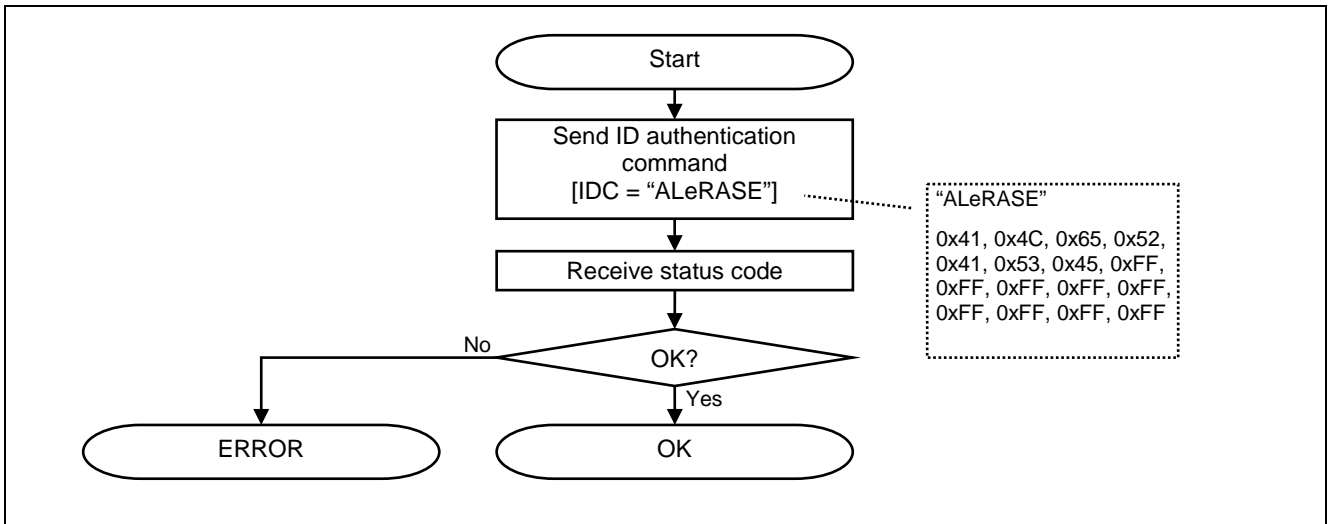 Start
Send ID authentication
command
[IDC = “ALeRASE”]
“ALeRASE”
0x41, 0x4C, 0x65, 0x52,
0x41, 0x53, 0x45, 0xFF,
0xFF, 0xFF, 0xFF, 0xFF,
0xFF, 0xFF, 0xFF, 0xFF
Receive status code
OK?
No
Yes
ERROR
OK